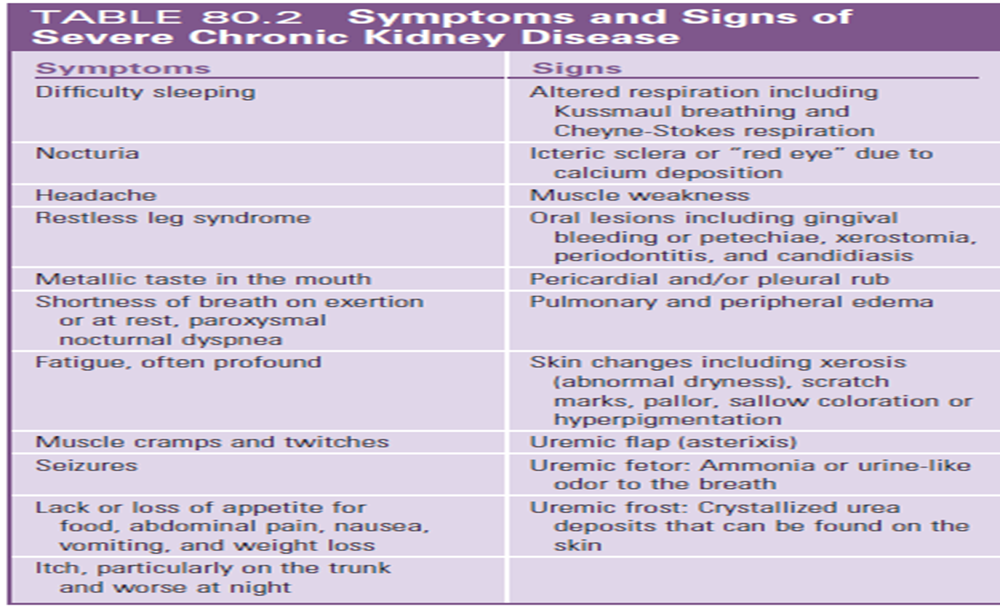 TABLE 80.2 Symptoms and Signs of
Severe Chronic Kidney Disease
Symptoms
Signs
Difficulty sleeping
Altered respiration including
Kussmaul breathing and
Cheyne-Stokes respiration
Nocturia
Icteric sclera or “red eye” due to
calcium deposition
Headache
Muscle weakness
Restless leg syndrome
Oral lesions including gingival
bleeding or petechiae, xerostomia,
periodontitis, and candidiasis
Metallic taste in the mouth
Pericardial and/or pleural rub
Shortness of breath on exertion
or at rest, paroxysmal
nocturnal dyspnea
Pulmonary and peripheral edema
Fatigue, often profound
Skin changes including xerosis
(abnormal dryness), scratch
marks, pallor, sallow coloration or
hyperpigmentation
Muscle cramps and twitches
Uremic flap (asterixis)
Seizures
Uremic fetor: Ammonia or urine-like
odor to the breath
Lack or loss of appetite for
food, abdominal pain, nausea,
vomiting, and weight loss
Uremic frost: Crystallized urea
deposits that can be found on the
skin
Itch, particularly on the trunk
and worse at night